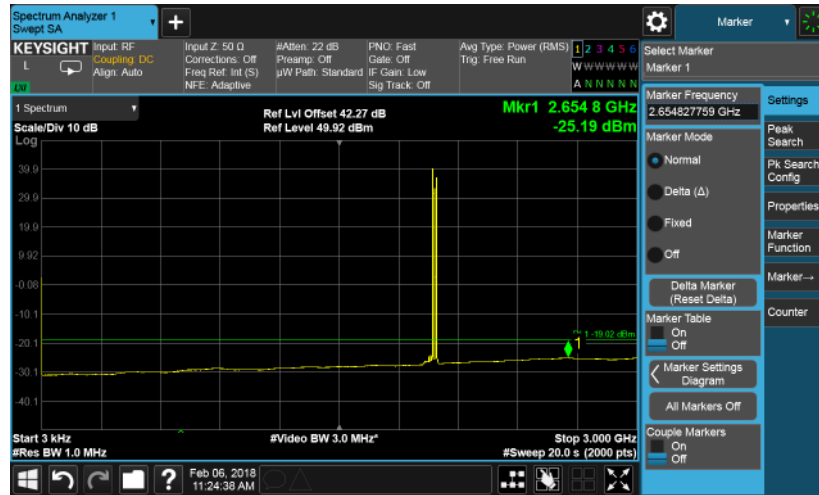 Spectrum Analyzer 1
Swept SA
Marker
KEYSIGHT
L
LXI
Input: RF
Coupling: DC
Align: Auto
Input Z: 50 Ω
Corrections: Off
Freq Ref: Int (S)
NFE: Adaptive
#Atten: 22 dB
Preamp: Off
µW Path: Standard
PNO: Fast
Gate: Off
IF Gain: Low
Sig Track: Off
Avg Type: Power (RMS)
Trig: Free Run
1 2 3 4 5 6
W W W W W W
A N N N N N
Select Marker
Marker 1
1 Spectrum
Scale/Div 10 dB
Log
Ref Lvl Offset 42.27 dB
Ref Level 49.92 dBm
Mkr1 2.654 8 GHz
-25.19 dBm
39.9
29.9
19.9
9.92
-0.08
-10.1
-20.1
-30.1
-40.1
1 -19.02 dBm
1
Start 3 kHz
#Res BW 1.0 MHz
#Video BW 3.0 MHz*
Stop 3.000 GHz
#Sweep 20.0 s (2000 pts)
Marker Frequency
2.654827759 GHz
Marker Mode
Normal
Delta (Δ)
Fixed
Off
Delta Marker
(Reset Delta)
Marker Table
On
Off
Marker Settings
Diagram
All Markers Off
Couple Markers
On
Off
Settings
Peak
Search
Pk Search
Config
Properties
Marker
Function
Marker→
Counter
?
Feb 06, 2018
11:24:38 AM